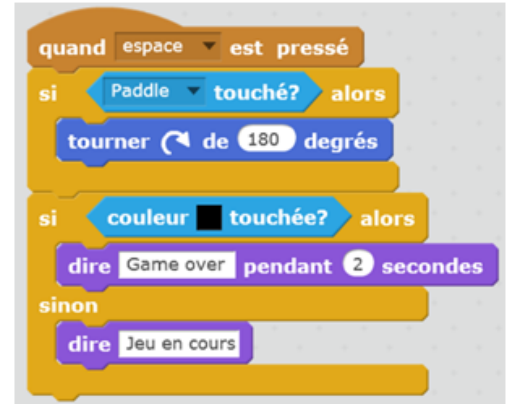 quand espace est pressé
si Paddle touché? alors
tourner de 180 degrés
si couleur touchée? alors
dire Game over pendant 2 secondes
sinon
dire Jeu en cours